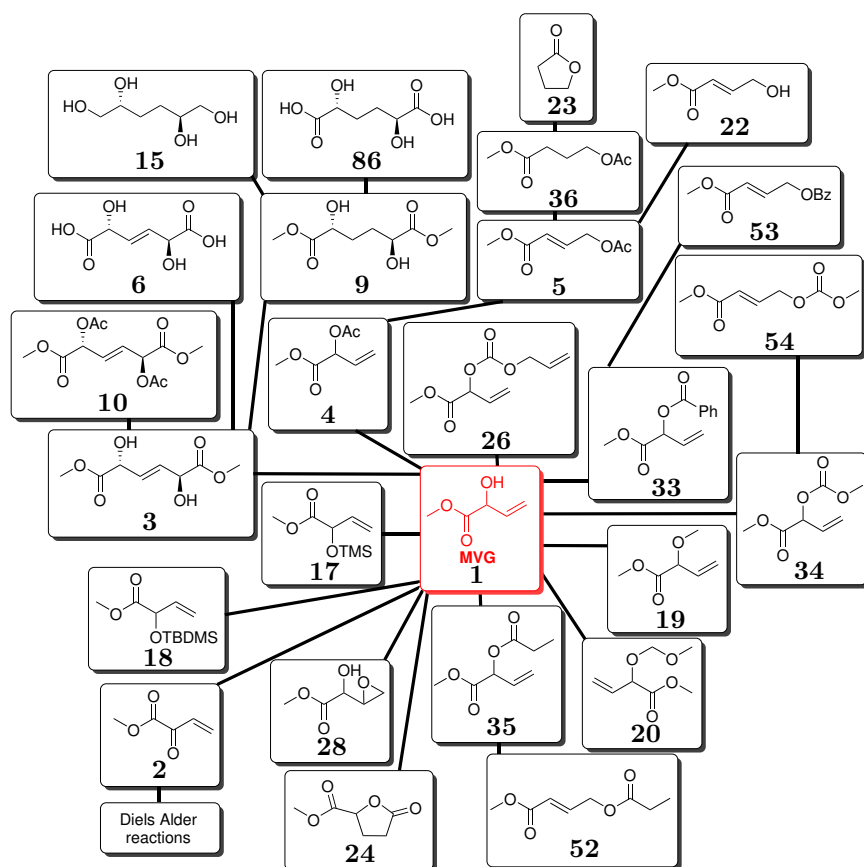 O
O
23
OH
HO
OH
OH
15
OH
O
HO
OH
O
OH
86
O
OAc
O
36
O
OH
O
22
OH
O
HO
OH
O
OH
6
OH
O
O
O
O
OH
9
O
OAc
O
5
O
OBz
O
53
O
O
O
O
O
54
OAc
O
O
O
O
OAc
10
OAc
O
O
4
O
O
O
O
O
26
O
O
Ph
O
O
33
OH
O
O
O
O
OH
3
O
O
OTMS
17
OH
O
O
MVG
1
O
O
O
O
O
34
O
O
O
19
O
O
OTBDMS
18
OH
O
O
O
28
O
O
O
O
35
O
O
O
O
20
O
O
O
2
Diels Alder
reactions
O
O
O
O
24
O
O
O
O
52